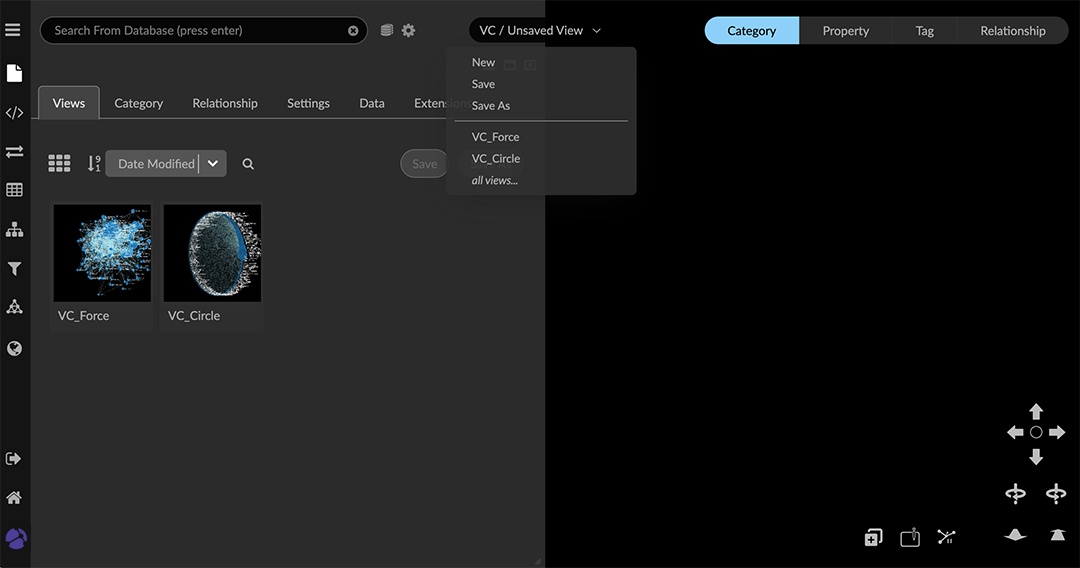 Search From Database (press enter)
VC / Unsaved View
Category Property Tag Relationship
New
Save
Save As
VC_Force
VC_Circle
all views...
Views Category Relationship Settings Data Extensions
Date Modified
Save
VC_Force VC_Circle